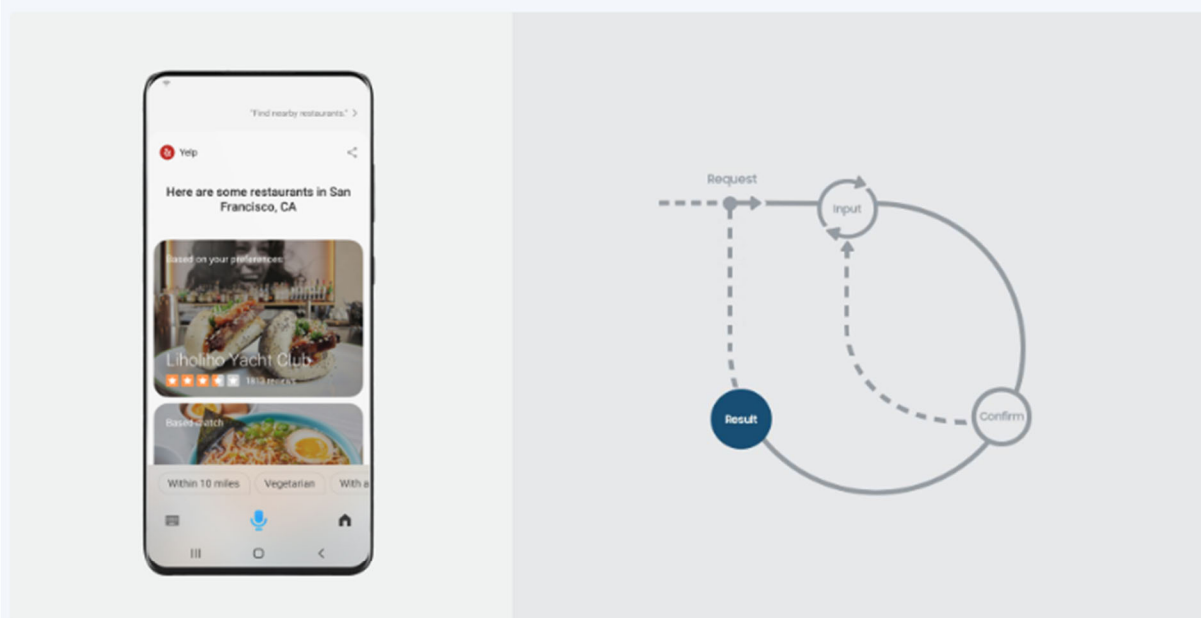 "Find nearby restaurants."
Yelp
Here are some restaurants in San
Francisco, CA
Based on your preferences
Liholiho Yacht Club
Based
Within 10 miles
Vegetarian
With a
Request
Input
Confirm
Result